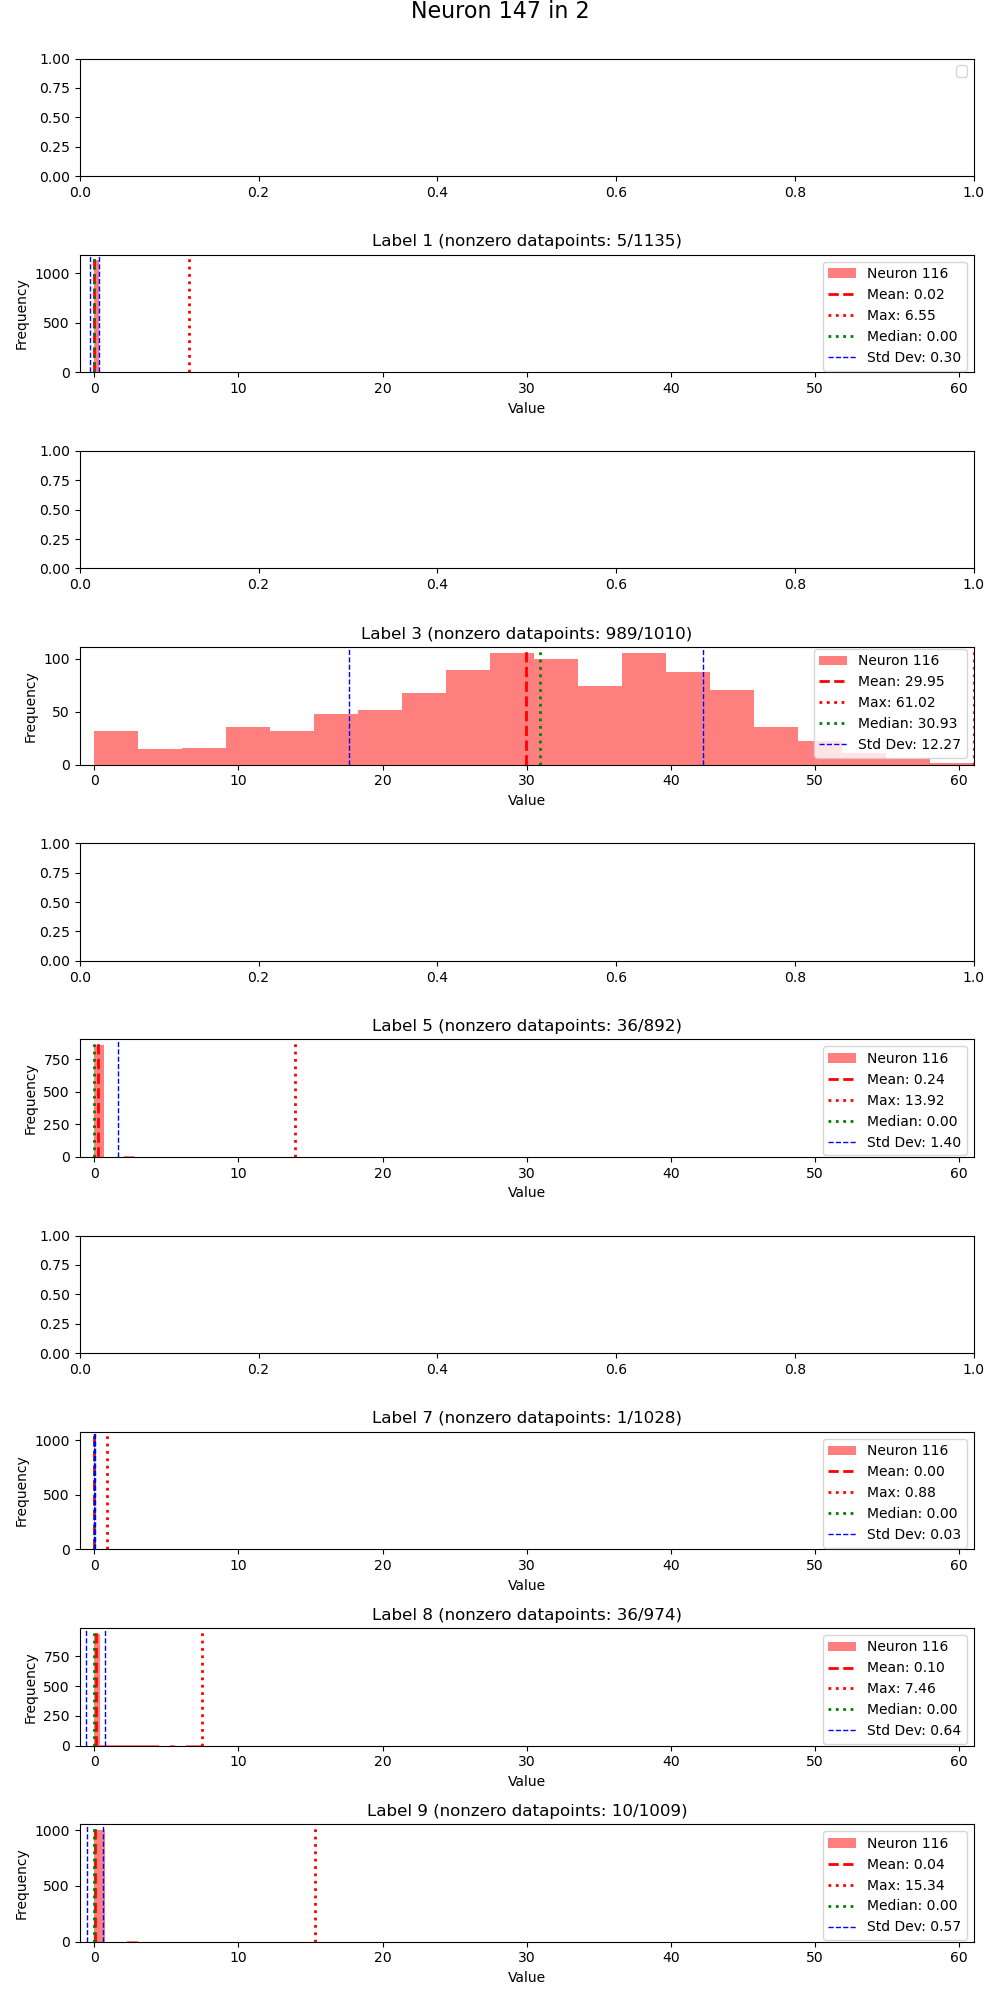 Neuron 147 in 2
1.00
0.75
0.50
0.25
0.00
0.0 0.2 0.4 0.6 0.8 1.0
Label 1 (nonzero datapoints: 5/1135)
Frequency
1000
500
0
Neuron 116
Mean: 0.02
Max: 6.55
Median: 0.00
Std Dev: 0.30
0 10 20 30 40 50 60
Value
1.00
0.75
0.50
0.25
0.00
0.0 0.2 0.4 0.6 0.8 1.0
Label 3 (nonzero datapoints: 989/1010)
Frequency
100
50
0
Neuron 116
Mean: 29.95
Max: 61.02
Median: 30.93
Std Dev: 12.27
0 10 20 30 40 50 60
Value
1.00
0.75
0.50
0.25
0.00
0.0 0.2 0.4 0.6 0.8 1.0
Label 5 (nonzero datapoints: 36/892)
Frequency
750
500
250
0
Neuron 116
Mean: 0.24
Max: 13.92
Median: 0.00
Std Dev: 1.40
0 10 20 30 40 50 60
Value
1.00
0.75
0.50
0.25
0.00
0.0 0.2 0.4 0.6 0.8 1.0
Label 7 (nonzero datapoints: 1/1028)
Frequency
1000
500
0
Neuron 116
Mean: 0.00
Max: 0.88
Median: 0.00
Std Dev: 0.03
0 10 20 30 40 50 60
Value
Label 8 (nonzero datapoints: 36/974)
Frequency
750
500
250
0
Neuron 116
Mean: 0.10
Max: 7.46
Median: 0.00
Std Dev: 0.64
0 10 20 30 40 50 60
Value
Label 9 (nonzero datapoints: 10/1009)
Frequency
1000
500
0
Neuron 116
Mean: 0.04
Max: 15.34
Median: 0.00
Std Dev: 0.57
0 10 20 30 40 50 60
Value